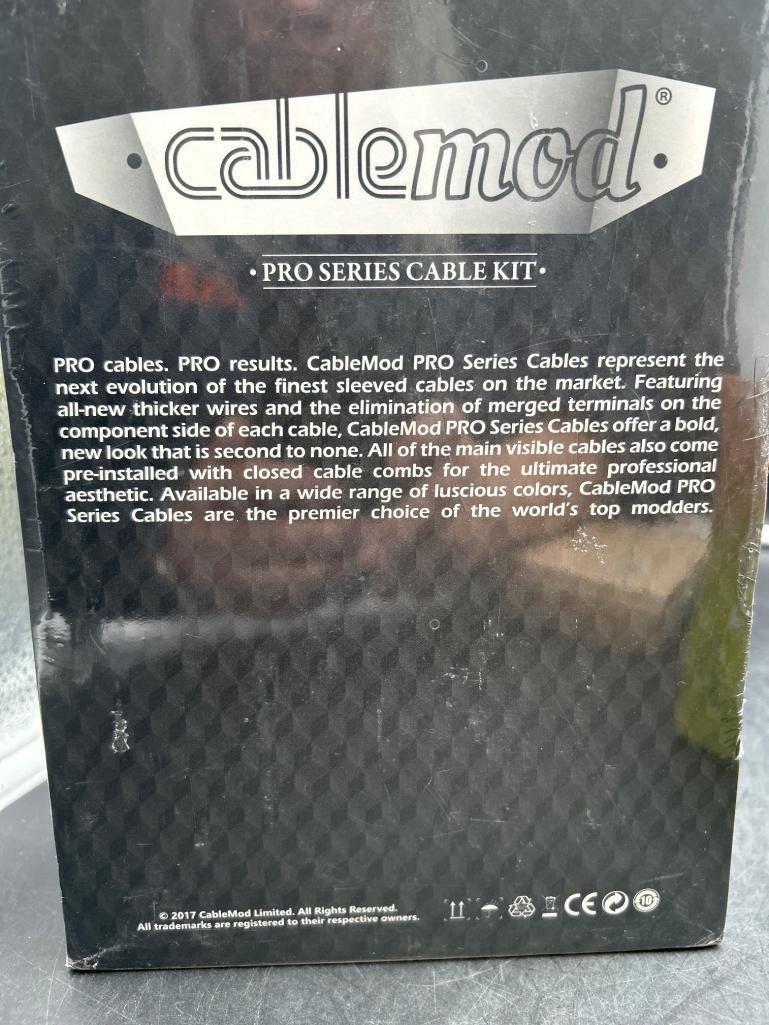 cablemod®
• PRO SERIES CABLE KIT •
PRO cables. PRO results. CableMod PRO Series Cables represent the
next evolution of the finest sleeved cables on the market. Featuring
all-new thicker wires and the elimination of merged terminals on the
component side of each cable, CableMod PRO Series Cables offer a bold,
new look that is second to none. All of the main visible cables also come
pre-installed with closed cable combs for the ultimate professional
aesthetic. Available in a wide range of luscious colors, CableMod PRO
Series Cables are the premier choice of the world's top modders.
© 2017 CableMod Limited. All Rights Reserved.
All trademarks are registered to their respective owners.
CE
10